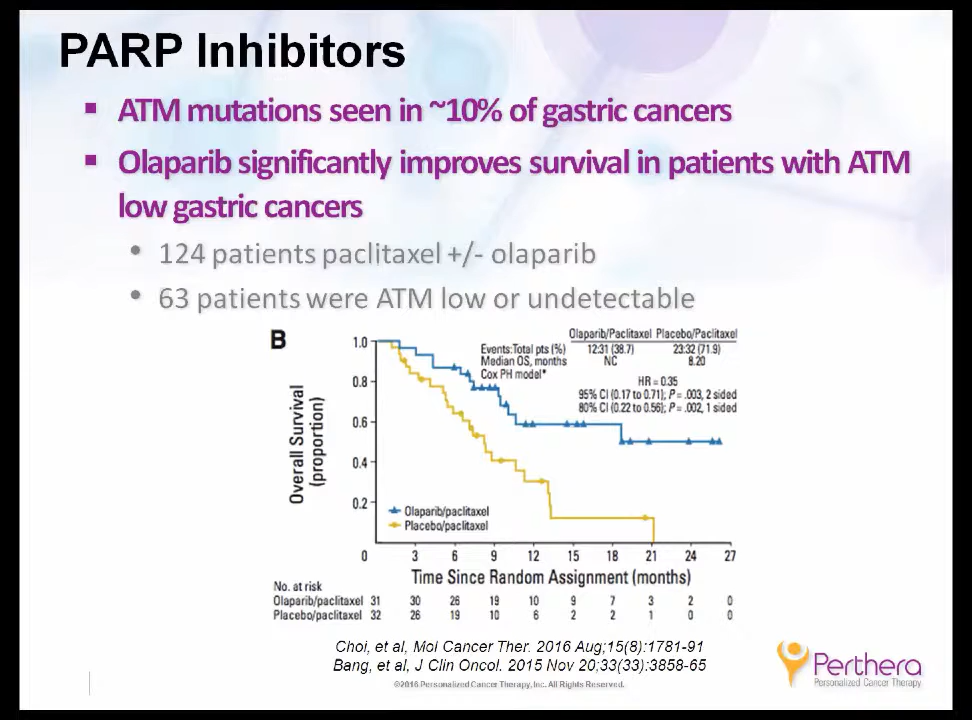 PARP Inhibitors
▪ ATM mutations seen in ~10% of gastric cancers
▪ Olaparib significantly improves survival in patients with ATM
low gastric cancers
• 124 patients paclitaxel +/- olaparib
• 63 patients were ATM low or undetectable
B
Olaparib/Paclitaxel Placebo/Paclitaxel
Events:Total pts (%) 12:31 (38.7) 23:32 (71.9)
Median OS, months NC 8.20
Cox PH model*
HR = 0.35
95% CI (0.17 to 0.71); P = .003, 2 sided
80% CI (0.22 to 0.56); P = .002, 1 sided
Overall Survival
(proportion)
1.0
0.8
0.6
0.4
0.2
Olaparib/paclitaxel
Placebo/paclitaxel
0 3 6 9 12 15 18 21 24 27
Time Since Random Assignment (months)
No. at risk
Olaparib/paclitaxel 31 30 26 19 10 9 7 3 2 0
Placebo/paclitaxel 32 26 19 10 6 2 2 1 0 0
Choi, et al, Mol Cancer Ther. 2016 Aug;15(8):1781-91
Bang, et al, J Clin Oncol. 2015 Nov 20;33(33):3858-65
©2016 Personalized Cancer Therapy, Inc. All Rights Reserved.
Perthera
Personalized Cancer Therapy